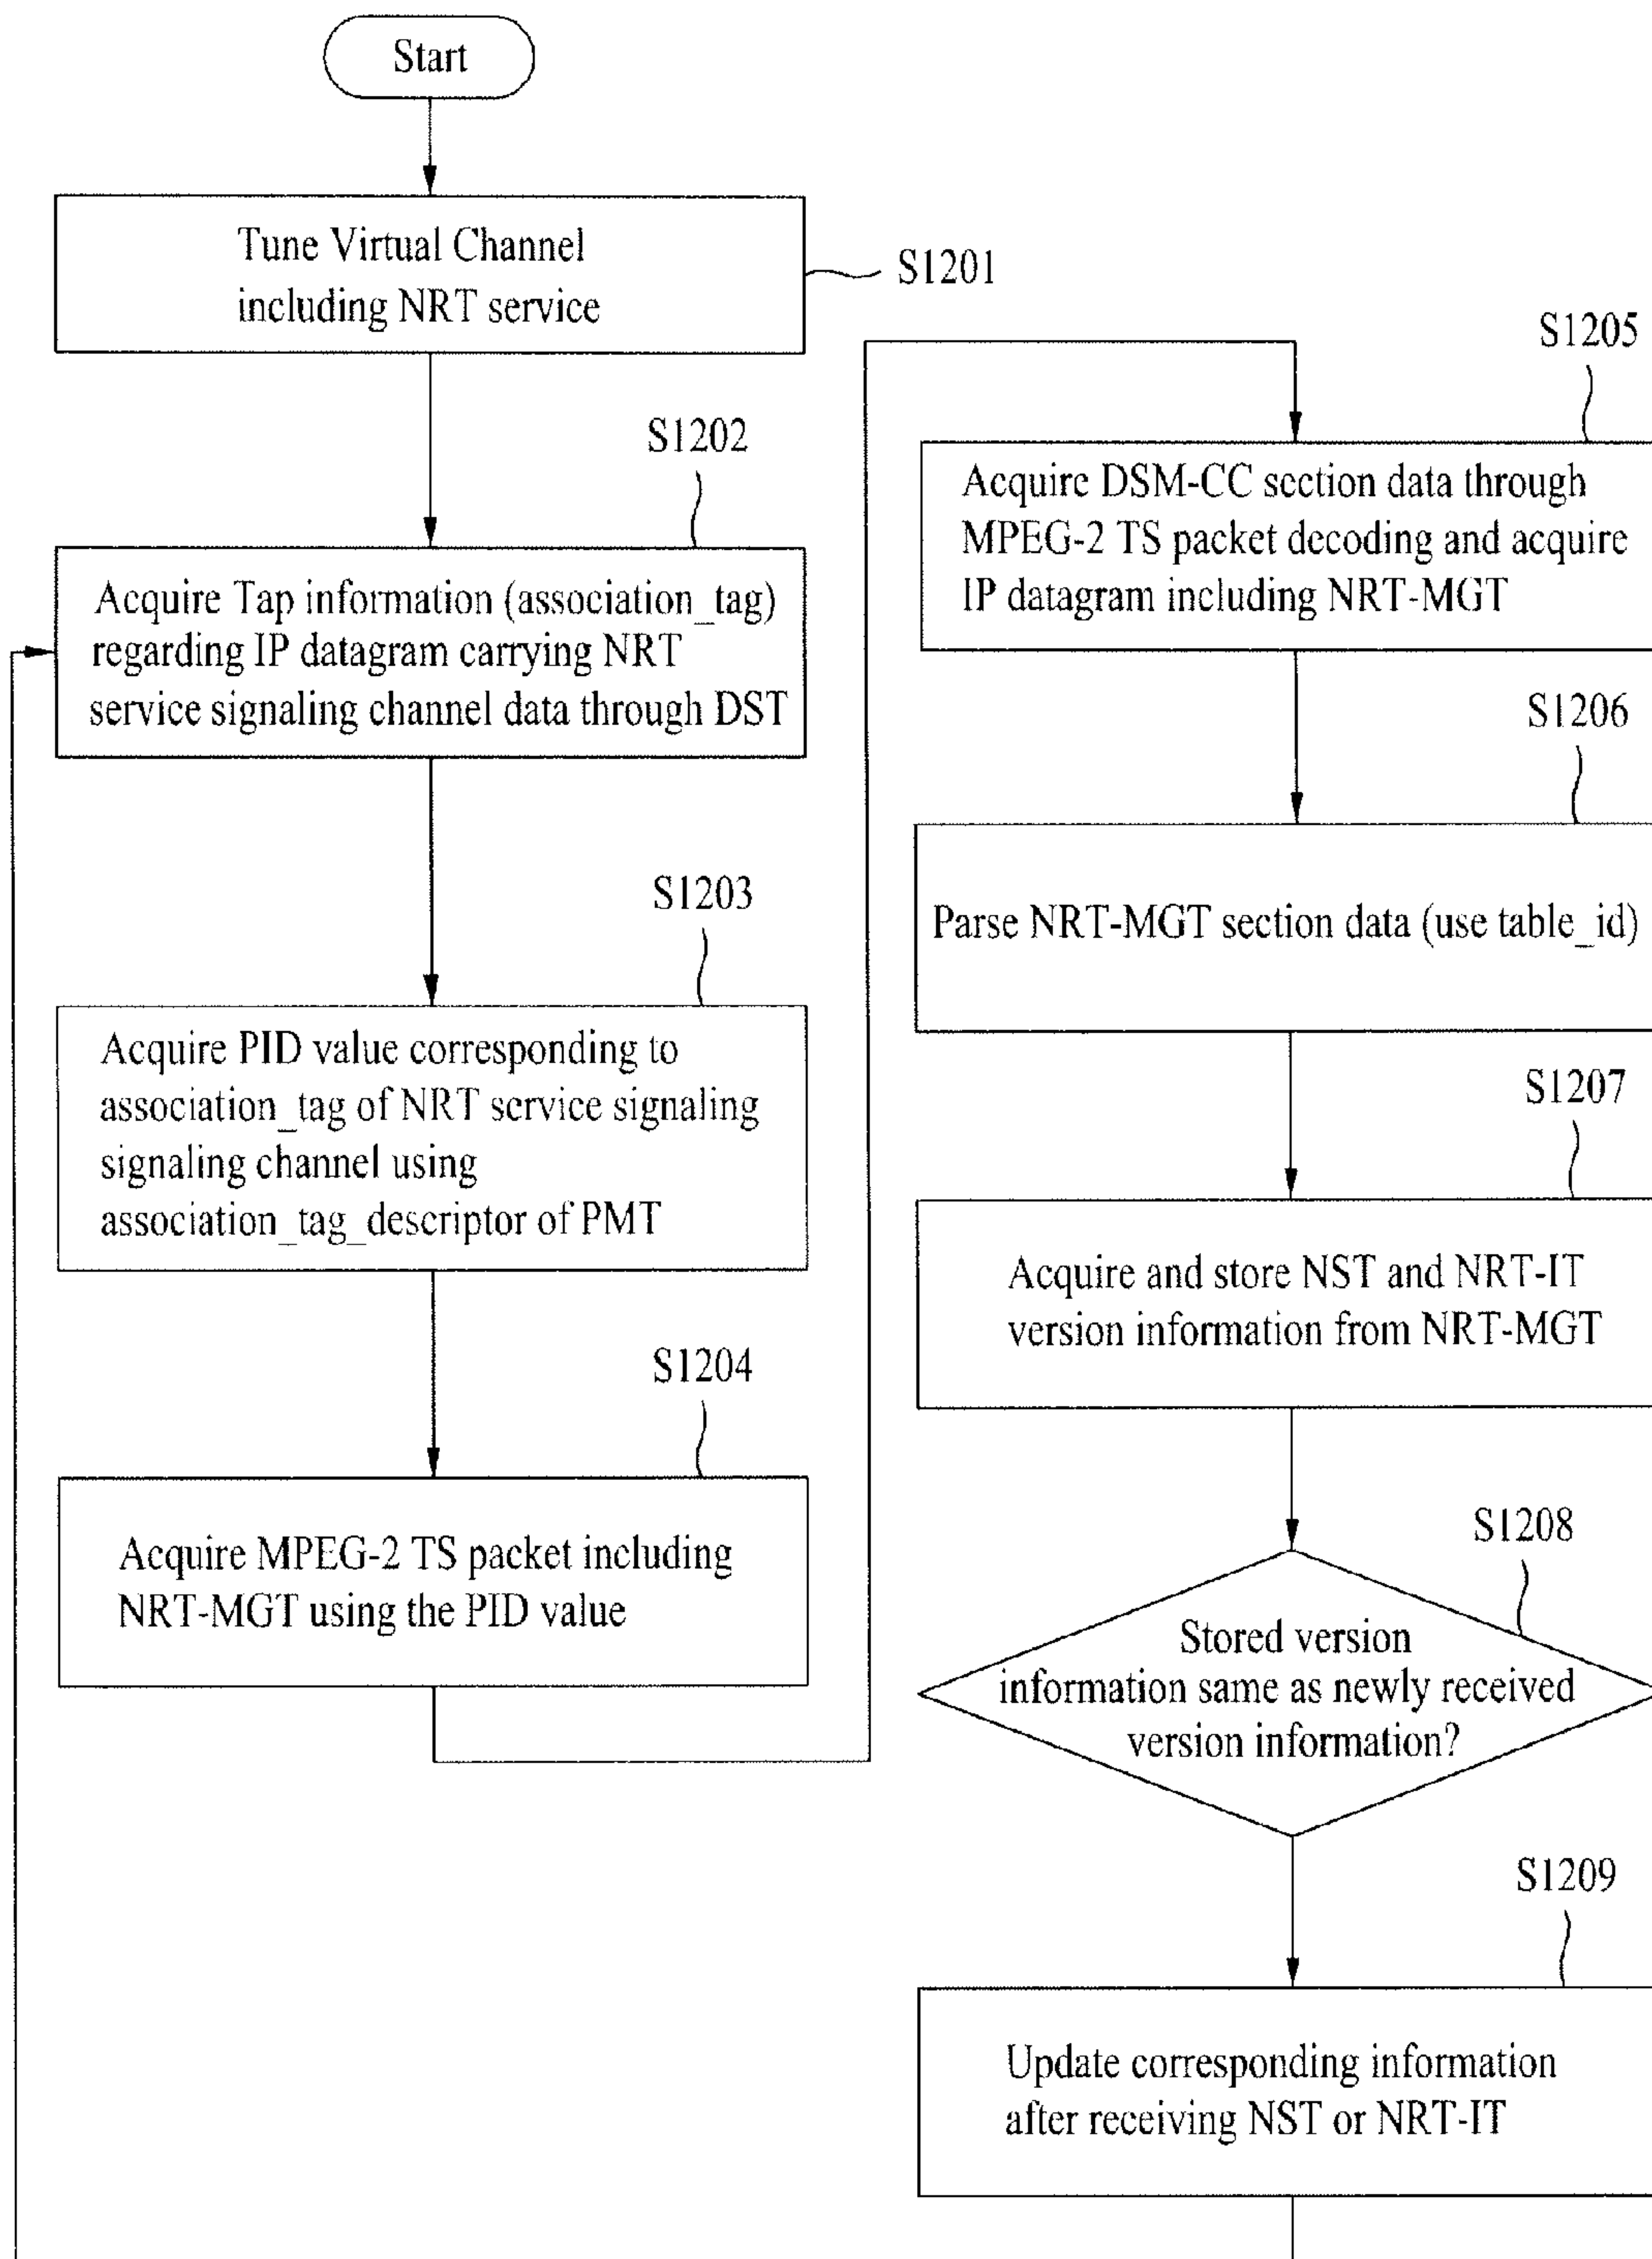 Start
Tune Virtual Channel
including NRT service
S1201
S1202
Acquire Tap information (association_tag)
regarding IP datagram carrying NRT
service signaling channel data through DST
S1203
Acquire PID value corresponding to
association_tag of NRT service signaling
signaling channel using
association_tag_descriptor of PMT
S1204
Acquire MPEG-2 TS packet including
NRT-MGT using the PID value
S1205
Acquire DSM-CC section data through
MPEG-2 TS packet decoding and acquire
IP datagram including NRT-MGT
S1206
Parse NRT-MGT section data (use table_id)
S1207
Acquire and store NST and NRT-IT
version information from NRT-MGT
S1208
Stored version
information same as newly received
version information?
S1209
Update corresponding information
after receiving NST or NRT-IT